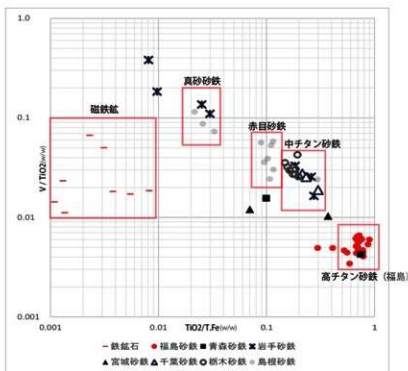 1.0
真砂砂鉄
磁鉄鉱
赤目砂鉄
0.1
中チタン砂鉄
V / TiO2(w/w)
0.01
高チタン砂鉄（福島）
0.001
0.001
0.01
0.1
1
TiO2/T.Fe(w/w)
鉄鉱石 福島砂鉄 青森砂鉄 岩手砂鉄
宮城砂鉄 千葉砂鉄 栃木砂鉄 島根砂鉄